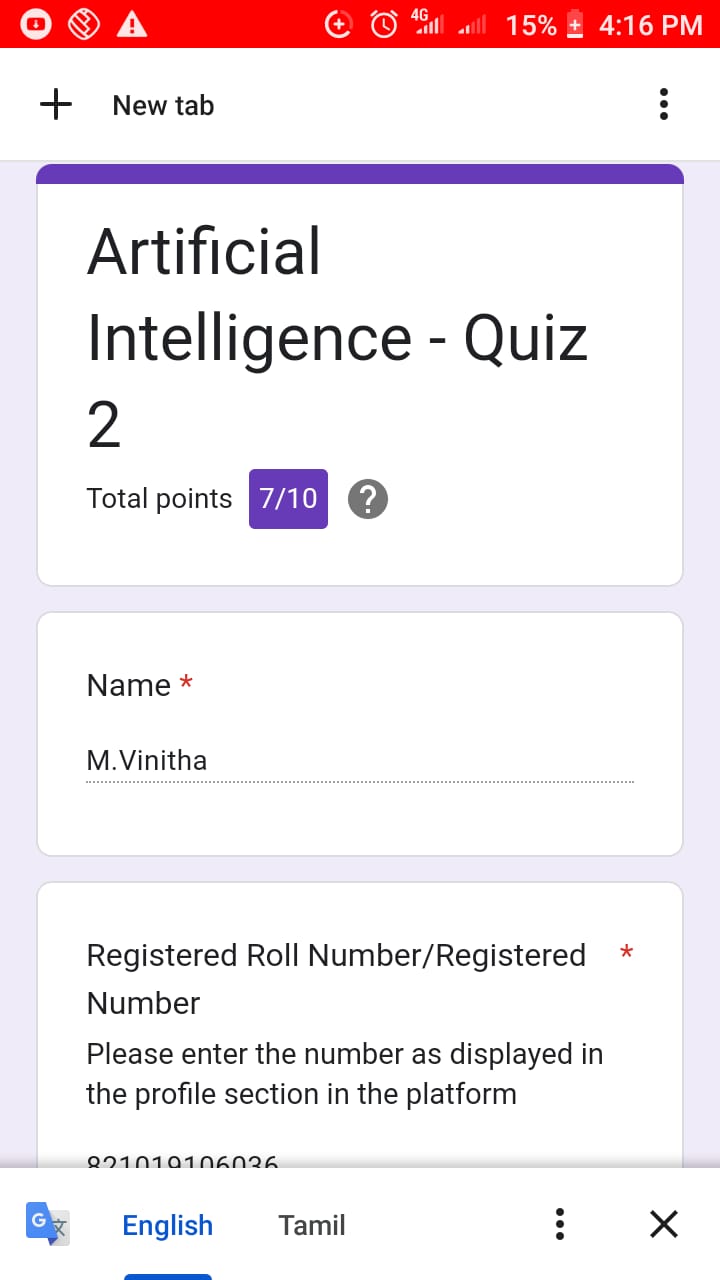 4G 15% 4:16 PM
New tab
Artificial
Intelligence - Quiz
2
Total points 7/10 ?
Name *
M.Vinitha
Registered Roll Number/Registered *
Number
Please enter the number as displayed in
the profile section in the platform
821019106036
G 文 English Tamil